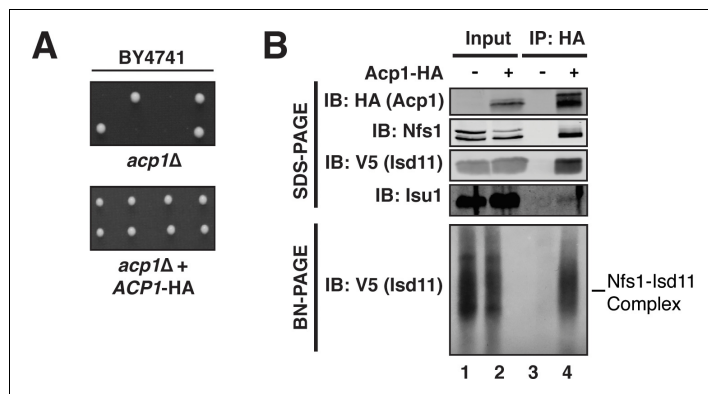 A
BY4741
acp1Δ
acp1Δ +
ACP1-HA
B
Input IP: HA
Acp1-HA - + - +
SDS-PAGE
IB: HA (Acp1)
IB: Nfs1
IB: V5 (Isd11)
IB: Isu1
BN-PAGE
IB: V5 (Isd11)
Nfs1-Isd11
Complex
1 2 3 4